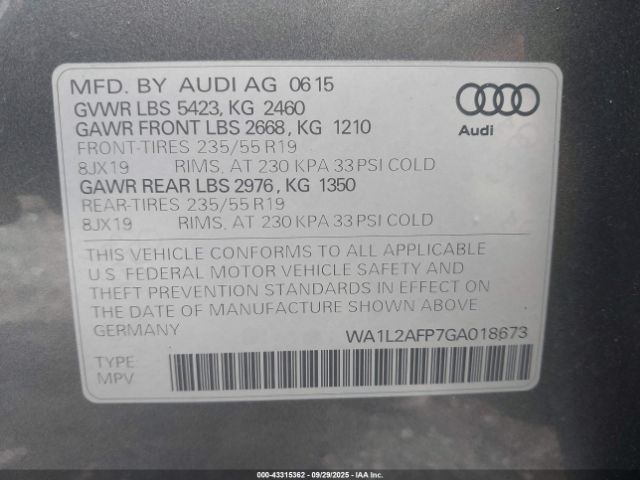 MFD. BY AUDI AG 06 15
GVWR LBS 5423, KG 2460
GAWR FRONT LBS 2668, KG 1210
FRONT-TIRES 235/55 R19
8JX19 RIMS, AT 230 KPA 33 PSI COLD
GAWR REAR LBS 2976, KG 1350
REAR-TIRES 235/55 R19
8JX19 RIMS, AT 230 KPA 33 PSI COLD
Audi
THIS VEHICLE CONFORMS TO ALL APPLICABLE
U.S. FEDERAL MOTOR VEHICLE SAFETY AND
THEFT PREVENTION STANDARDS IN EFFECT ON
THE DATE OF MANUFACTURE SHOWN ABOVE
GERMANY WA1L2AFP7GA018673
TYPE:
MPV
000-43315362 - 09/29/2025 - IAA Inc.